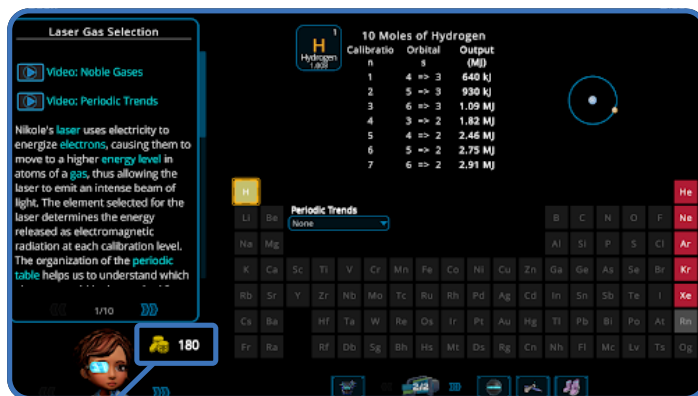 Laser Gas Selection
Video: Noble Gases
Video: Periodic Trends
Nikole's laser uses electricity to
energize electrons, causing them to
move to a higher energy level in
atoms of a gas, thus allowing the
laser to emit an intense beam of
light. The element selected for the
laser determines the energy
released as electromagnetic
radiation at each calibration level.
The organization of the periodic
table helps us to understand which
1/10
180
1
H
Hydrogen
1.008
10 Moles of Hydrogen
Calibratio Orbital Output
n s (MJ)
1 4 => 3 640 kJ
2 5 => 3 930 kJ
3 6 => 3 1.09 MJ
4 3 => 2 1.82 MJ
5 4 => 2 2.46 MJ
6 5 => 2 2.75 MJ
7 6 => 2 2.91 MJ
Periodic Trends
None
H He
Li Be B C N O F Ne
Na Mg Al Si P S Cl Ar
K Ca Sc Ti V Cr Mn Fe Co Ni Cu Zn Ga Ge As Se Br Kr
Rb Sr Y Zr Nb Mo Tc Ru Rh Pd Ag Cd In Sn Sb Te I Xe
Cs Ba Hf Ta W Re Os Ir Pt Au Hg Tl Pb Bi Po At Rn
Fr Ra Rf Db Sg Bh Hs Mt Ds Rg Cn Nh Fl Mc Lv Ts Og
2/2